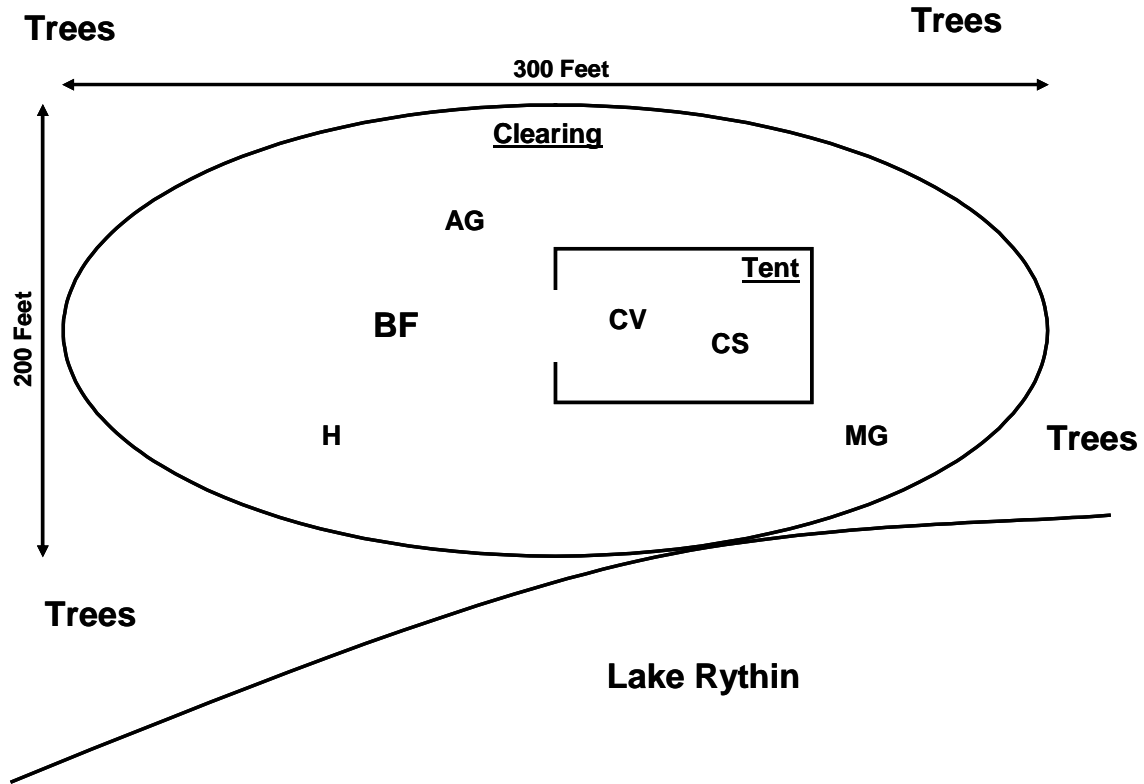 Trees
Trees
300 Feet
Clearing
200 Feet
AG
Tent
BF
CV
CS
H
MG
Trees
Trees
Lake Rythin